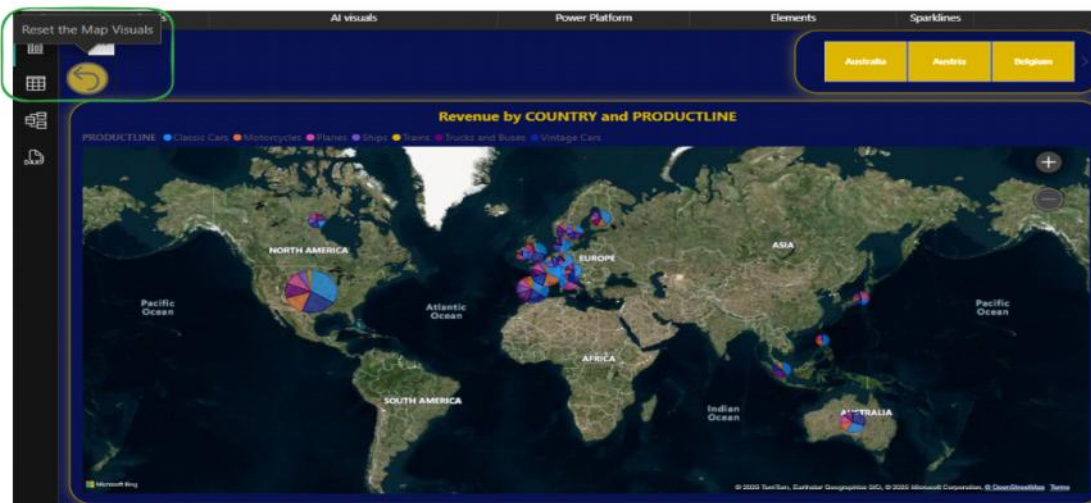 AI visuals
Power Platform
Elements
Sparklines
Reset the Map Visuals
Australia
Austria
Belgium
Revenue by COUNTRY and PRODUCTLINE
PRODUCTLINE Classic Cars Motorcycles Planes Ships Trains Trucks and Buses Vintage Cars
NORTH AMERICA
EUROPE
ASIA
Pacific
Ocean
Atlantic
Ocean
Pacific
Ocean
AFRICA
SOUTH AMERICA
Indian
Ocean
AUSTRALIA
Microsoft Bing
© 2025 TomTom, Earthstar Geographics SIO, © 2025 Microsoft Corporation, © OpenStreetMap Terms